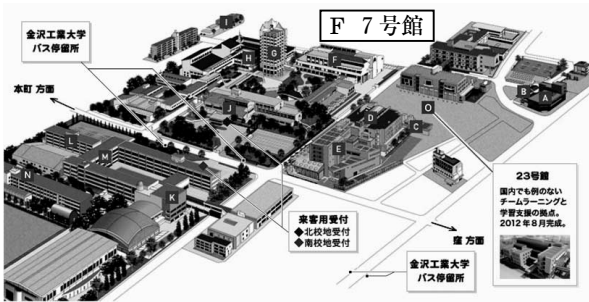 F 7号館
金沢工業大学
バス停留所
本町 方面
I
H
G
F
J
L
M
N
K
E
D
C
O
B
A
23号館
国内でも例のない
チームラーニングと
学習支援の拠点。
2012年8月完成。
来客用受付
◆北校地受付
◆南校地受付
窪 方面
金沢工業大学
バス停留所